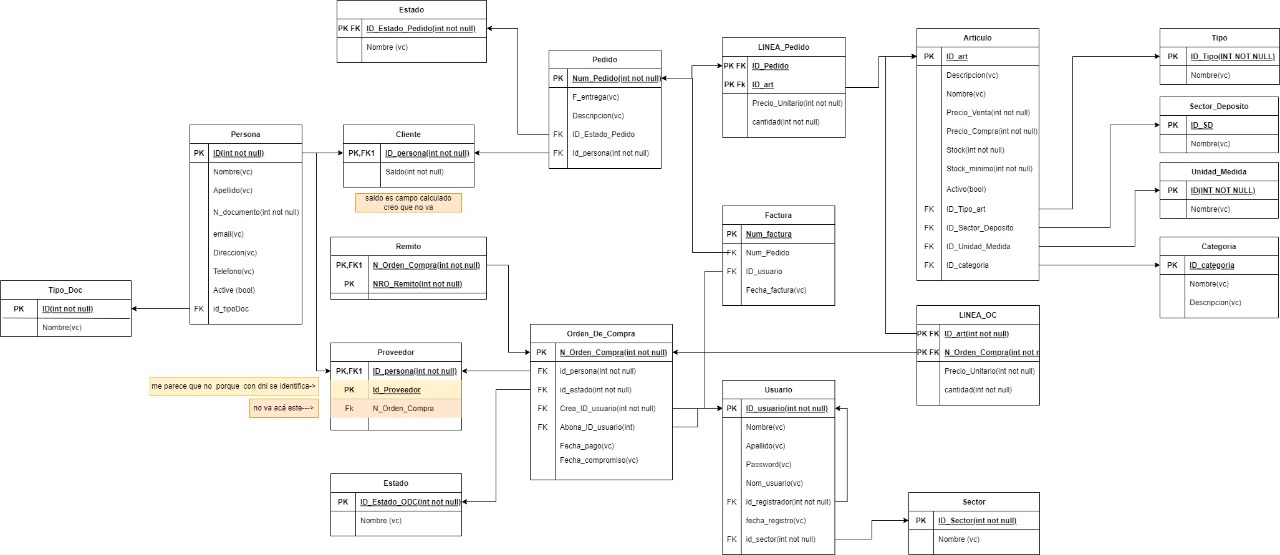 Estado
PK FK ID_Estado_Pedido(int not null)
Nombre (vc)
Pedido
PK Num_Pedido(int not null)
F_entrega(vc)
Descripcion(vc)
FK ID_Estado_Pedido
FK Id_persona(int not null)
LINEA_Pedido
PK FK ID_Pedido
PK Fk ID_art
Precio_Unitario(int not null)
cantidad(int not null)
Articulo
PK ID_art
Descripcion(vc)
Nombre(vc)
Precio_Venta(int not null)
Precio_Compra(int not null)
Stock(int not null)
Stock_minimo(int not null)
Activo(bool)
FK ID_Tipo_art
FK ID_Sector_Deposito
FK ID_Unidad_Medida
FK ID_categoria
Tipo
PK ID_Tipo(INT NOT NULL)
Nombre(vc)
Sector_Deposito
PK ID_SD
Nombre(vc)
Unidad_Medida
PK ID(INT NOT NULL)
Nombre(vc)
Categoria
PK ID_categoria
Nombre(vc)
Descripcion(vc)
Persona
PK ID(int not null)
Nombre(vc)
Apellido(vc)
N_documento(int not null)
email(vc)
Direccion(vc)
Telefono(vc)
Active (bool)
FK id_tipoDoc
Cliente
PK,FK1 ID_persona(int not null)
Saldo(int not null)
saldo es campo calculado
creo que no va
Factura
PK Num_factura
FK Num_Pedido
FK ID_usuario
Fecha_factura(vc)
Remito
PK,FK1 N_Orden_Compra(int not null)
PK NRO_Remito(int not null)
Tipo_Doc
PK ID(int not null)
Nombre(vc)
Orden_De_Compra
PK N_Orden_Compra(int not null)
FK id_persona(int not null)
FK id_estado(int not null)
FK Crea_ID_usuario(int not null)
FK Abona_ID_usuario(int)
Fecha_pago(vc)
Fecha_compromiso(vc)
LINEA_OC
PK FK ID_art(int not null)
PK FK N_Orden_Compra(int not n
Precio_Unitario(int not null)
cantidad(int not null)
Proveedor
PK,FK1 ID_persona(int not null)
me parece que no porque con dni se identifica->
PK Id_Proveedor
no va acá este--->
Fk N_Orden_Compra
Usuario
PK ID_usuario(int not null)
Nombre(vc)
Apellido(vc)
Password(vc)
Nom_usuario(vc)
FK id_registrador(int not null)
fecha_registro(vc)
FK id_sector(int not null)
Estado
PK ID_Estado_ODC(int not null)
Nombre (vc)
Sector
PK ID_Sector(int not null)
Nombre (vc)